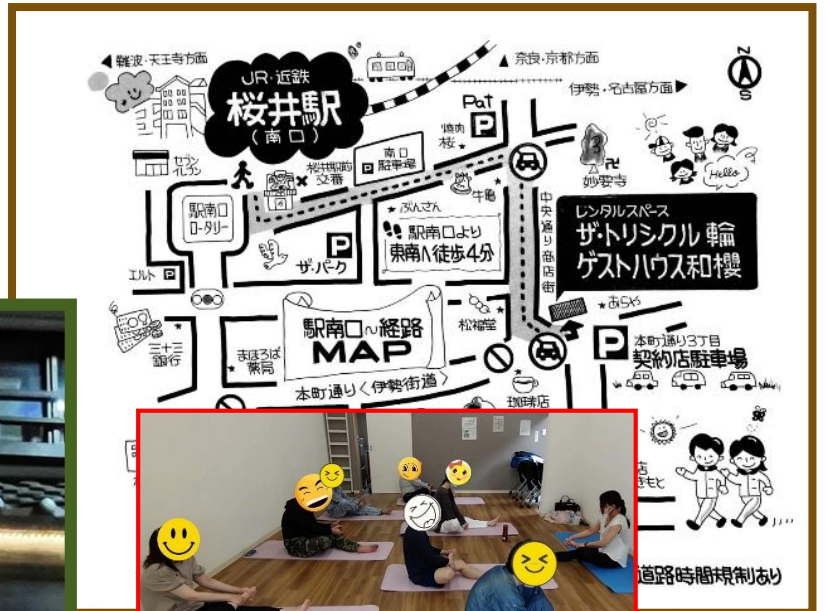 難波・天王寺方面
奈良・京都方面
伊勢・名古屋方面
N
S
JR・近鉄
桜井駅
(南口)
Pat
P
焼肉
桜
南口
P 駐車場
桜井駅前
交番
セブン
イレブン
妙要寺
Hello
駅南口
ロータリー
牛亀
ぶんさん
駅南口より
東南へ徒歩4分
中央通り商店街
レンタルスペース
ザ・トリシクル 輪
ゲストハウス和櫻
P
ザ・パーク
エルト P
あらや
駅南口~経路
MAP
松福堂
三十三
銀行
まほろば
薬局
P
本町通り3丁目
契約店駐車場
本町通り〈伊勢街道〉
珈琲店
店
きもと
道路時間規制あり